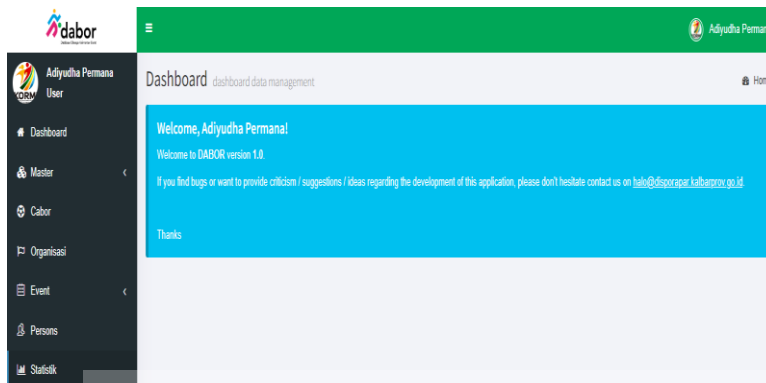 dabor
Adiyudha Perman
Adiyudha Permana
User
KORMI
Dashboard dashboard data management
Hom
Dashboard
Master
Cabor
Organisasi
Event
Persons
Statistik
Welcome, Adiyudha Permana!
Welcome to DABOR version 1.0.
If you find bugs or want to provide criticism / suggestions / ideas regarding the development of this application, please don't hesitate contact us on halo@disporapar.kalbarprov.go.id.
Thanks